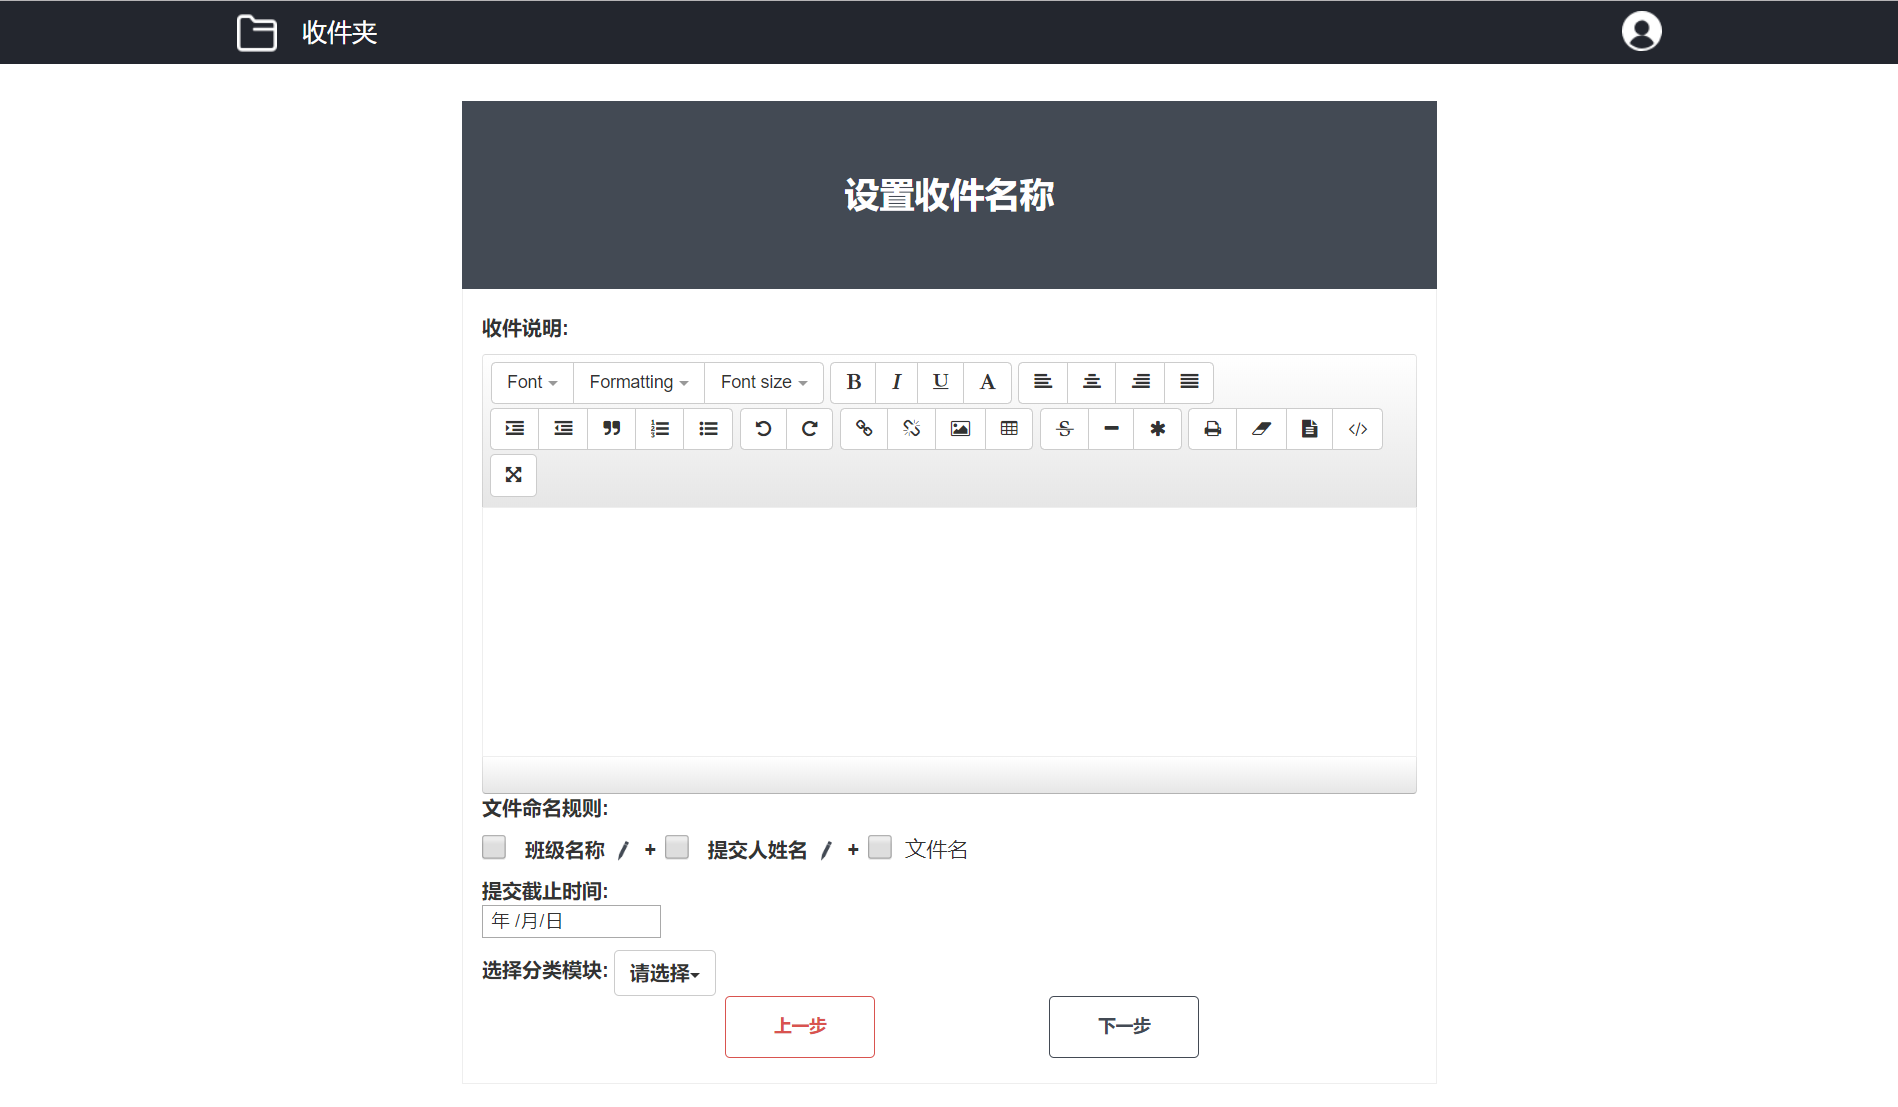 收件夹
设置收件名称
收件说明:
Font Formatting Font size B I U A
S
文件命名规则:
班级名称 + 提交人姓名 + 文件名
提交截止时间:
年 /月/日
选择分类模块: 请选择
上一步 下一步